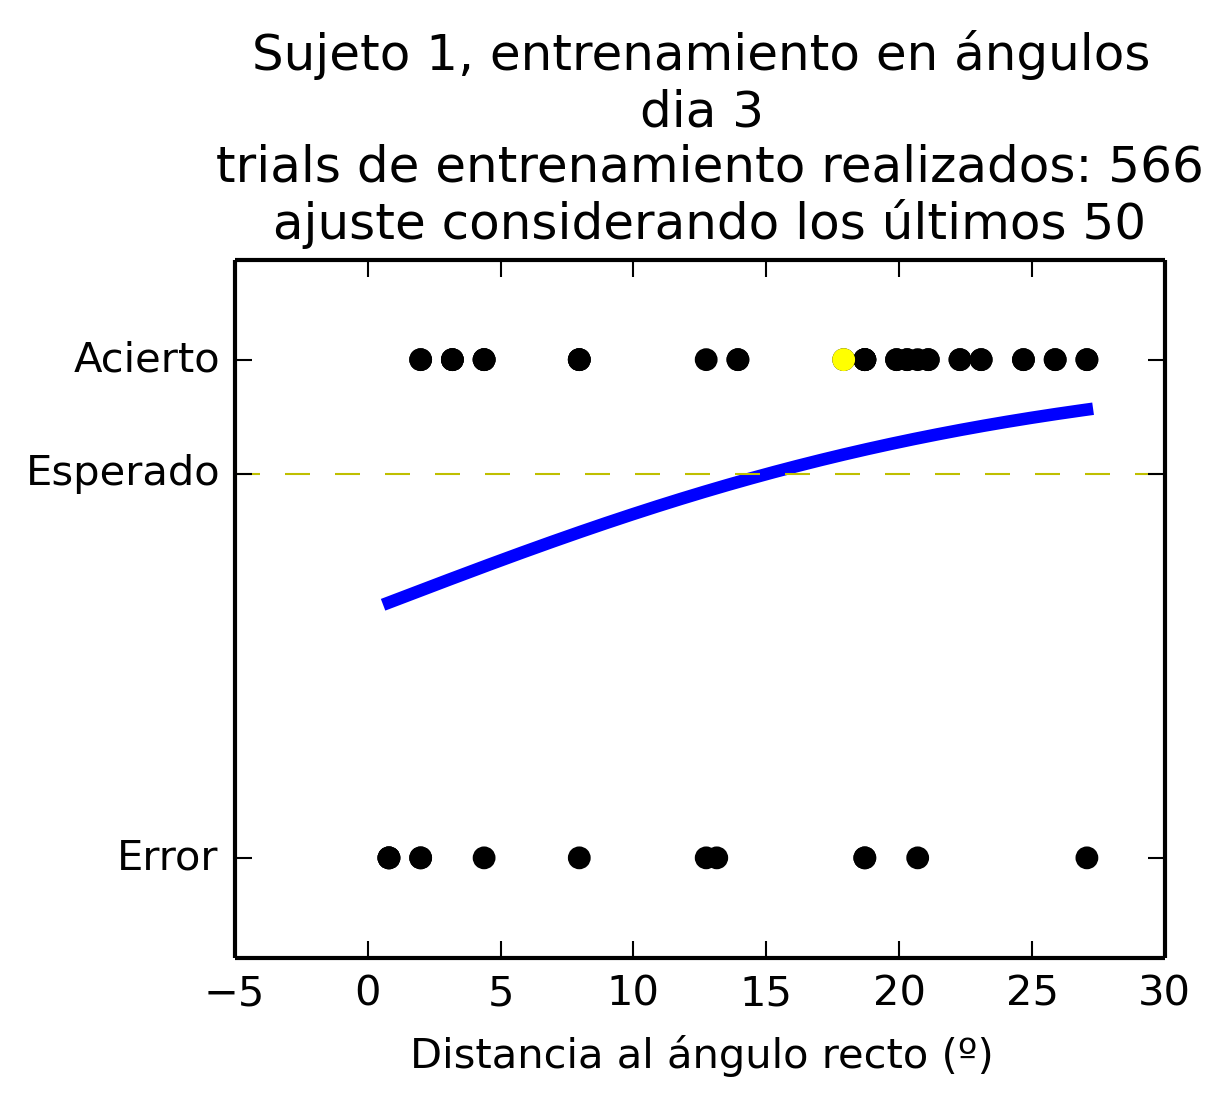 Sujeto 1, entrenamiento en ángulos
dia 3
trials de entrenamiento realizados: 566
ajuste considerando los últimos 50
Acierto
Esperado
Error
−5 0 5 10 15 20 25 30
Distancia al ángulo recto (º)